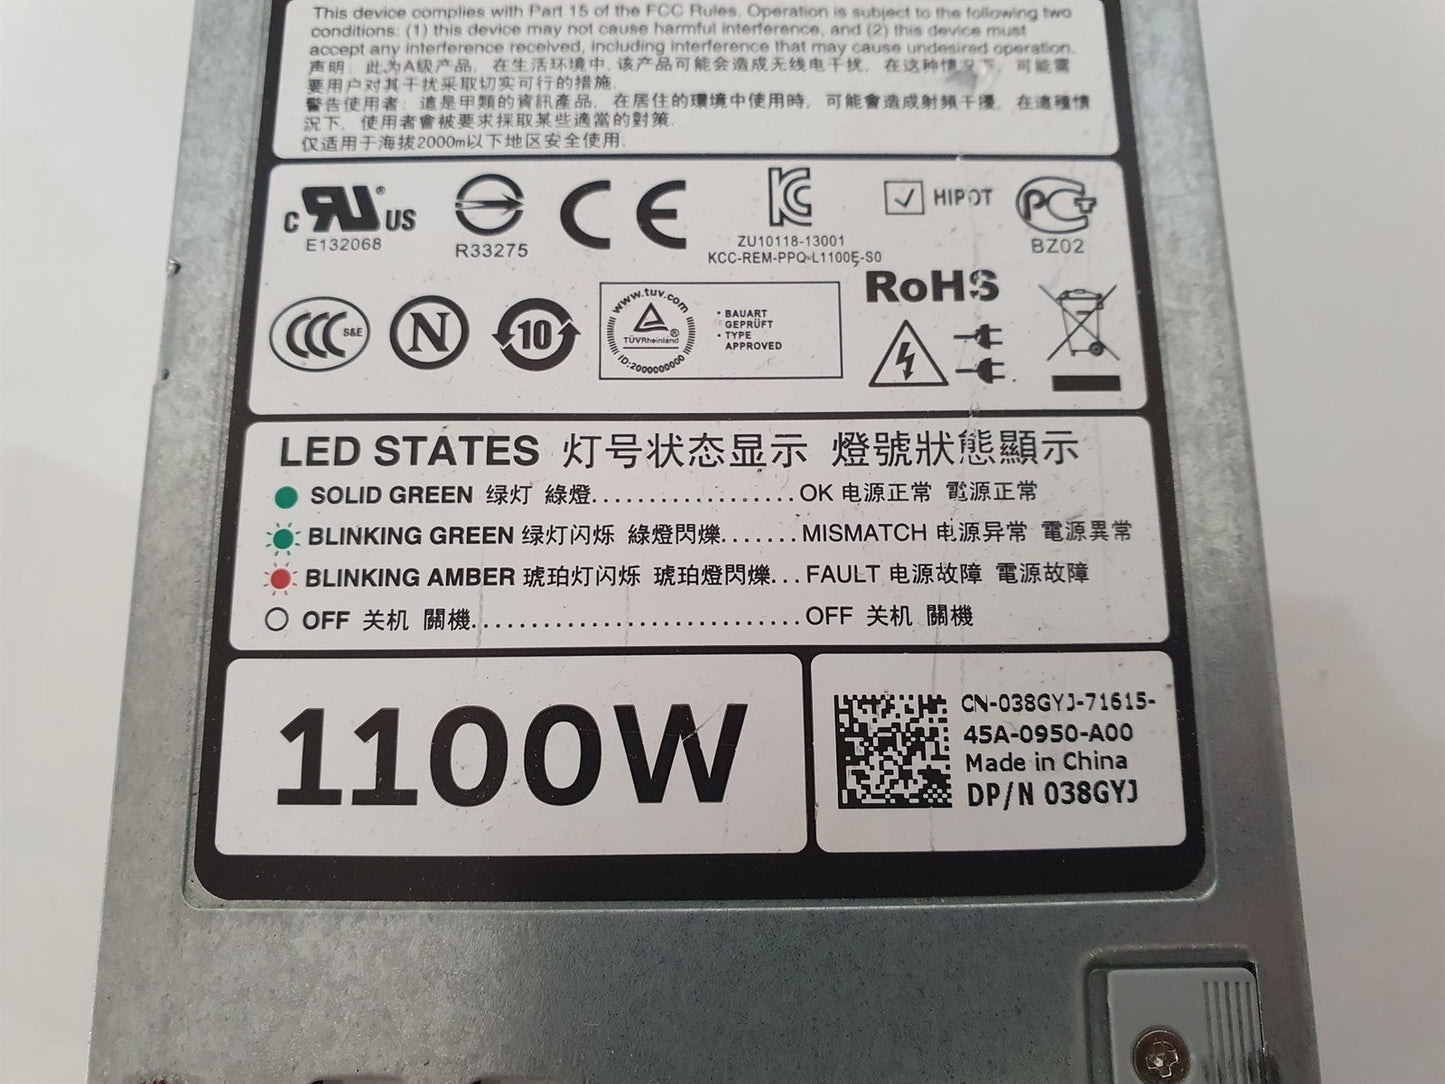 This device complies with Part 15 of the FCC Rules. Operation is subject to the following two
conditions: (1) this device may not cause harmful interference, and (2) this device must
accept any interference received, including interference that may cause undesired operation.
声明: 此为A级产品, 在生活环境中, 该产品可能会造成无线电干扰, 在这种情况下, 可能需
要用户对其干扰采取切实可行的措施.
警告使用者: 這是甲類的資訊產品, 在居住的環境中使用時, 可能會造成射頻干擾, 在這種情
況下, 使用者會被要求採取某些適當的對策.
仅适用于海拔2000m以下地区安全使用.
C RU US ®
E132068
R33275
CE
KC
ZU10118-13001
KCC-REM-PPQ-L1100E-S0
HIPOT
PCT
BZ02
RoHS
CCC S&E
N
10
www.tuv.com
TÜVRheinland ®
ID:2000000000
• BAUART
GEPRÜFT
• TYPE
APPROVED
LED STATES 灯号状态显示 燈號狀態顯示
SOLID GREEN 绿灯 綠燈..................OK 电源正常 電源正常
BLINKING GREEN 绿灯闪烁 綠燈閃爍.......MISMATCH 电源异常 電源異常
BLINKING AMBER 琥珀灯闪烁 琥珀燈閃爍...FAULT 电源故障 電源故障
OFF 关机 關機.............................OFF 关机 關機
1100W
CN-038GYJ-71615-
45A-0950-A00
Made in China
DP/N 038GYJ